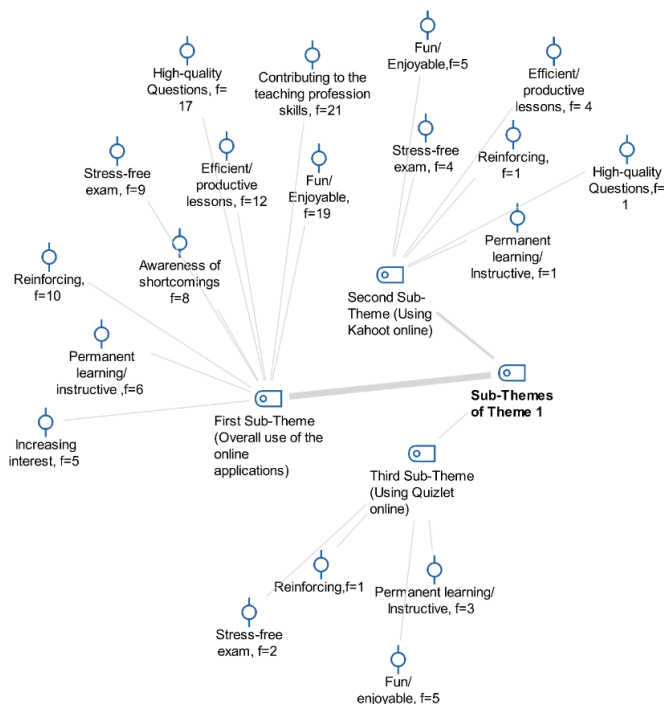 High-quality
Questions, f=
17
Contributing to the
teaching profession
skills, f=21
Fun/
Enjoyable,f=5
Efficient/
productive
lessons, f= 4
Stress-free
exam, f=9
Efficient/
productive
lessons, f=12
Fun/
Enjoyable,
f=19
Stress-free
exam, f=4
Reinforcing,
f=1
High-quality
Questions,f=
1
Reinforcing,
f=10
Awareness of
shortcomings
f=8
Permanent learning/
Instructive, f=1
Second Sub-
Theme (Using
Kahoot online)
Permanent
learning/
instructive ,f=6
Increasing
interest, f=5
First Sub-Theme
(Overall use of the
online
applications)
Sub-Themes
of Theme 1
Third Sub-Theme
(Using Quizlet
online)
Reinforcing,f=1
Permanent learning/
Instructive, f=3
Stress-free
exam, f=2
Fun/
enjoyable, f=5